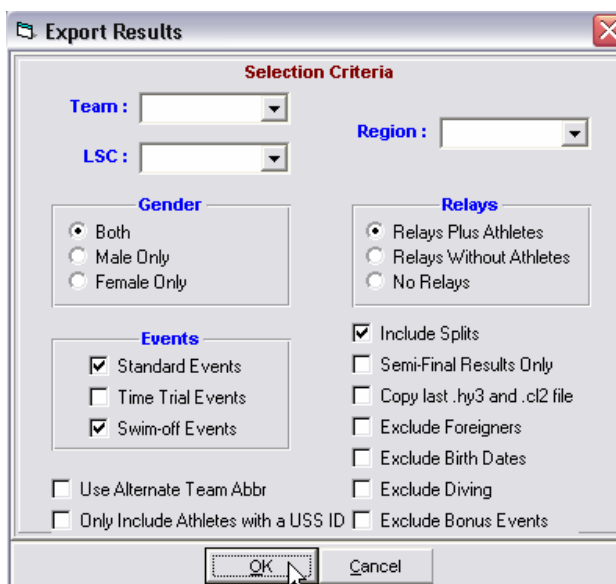 Export Results
Selection Criteria
Team :
Region :
LSC :
Gender
Both
Male Only
Female Only
Relays
Relays Plus Athletes
Relays Without Athletes
No Relays
Events
Standard Events
Time Trial Events
Swim-off Events
Include Splits
Semi-Final Results Only
Copy last .hy3 and .cl2 file
Exclude Foreigners
Exclude Birth Dates
Use Alternate Team Abbr
Exclude Diving
Only Include Athletes with a USS ID
Exclude Bonus Events
OK
Cancel